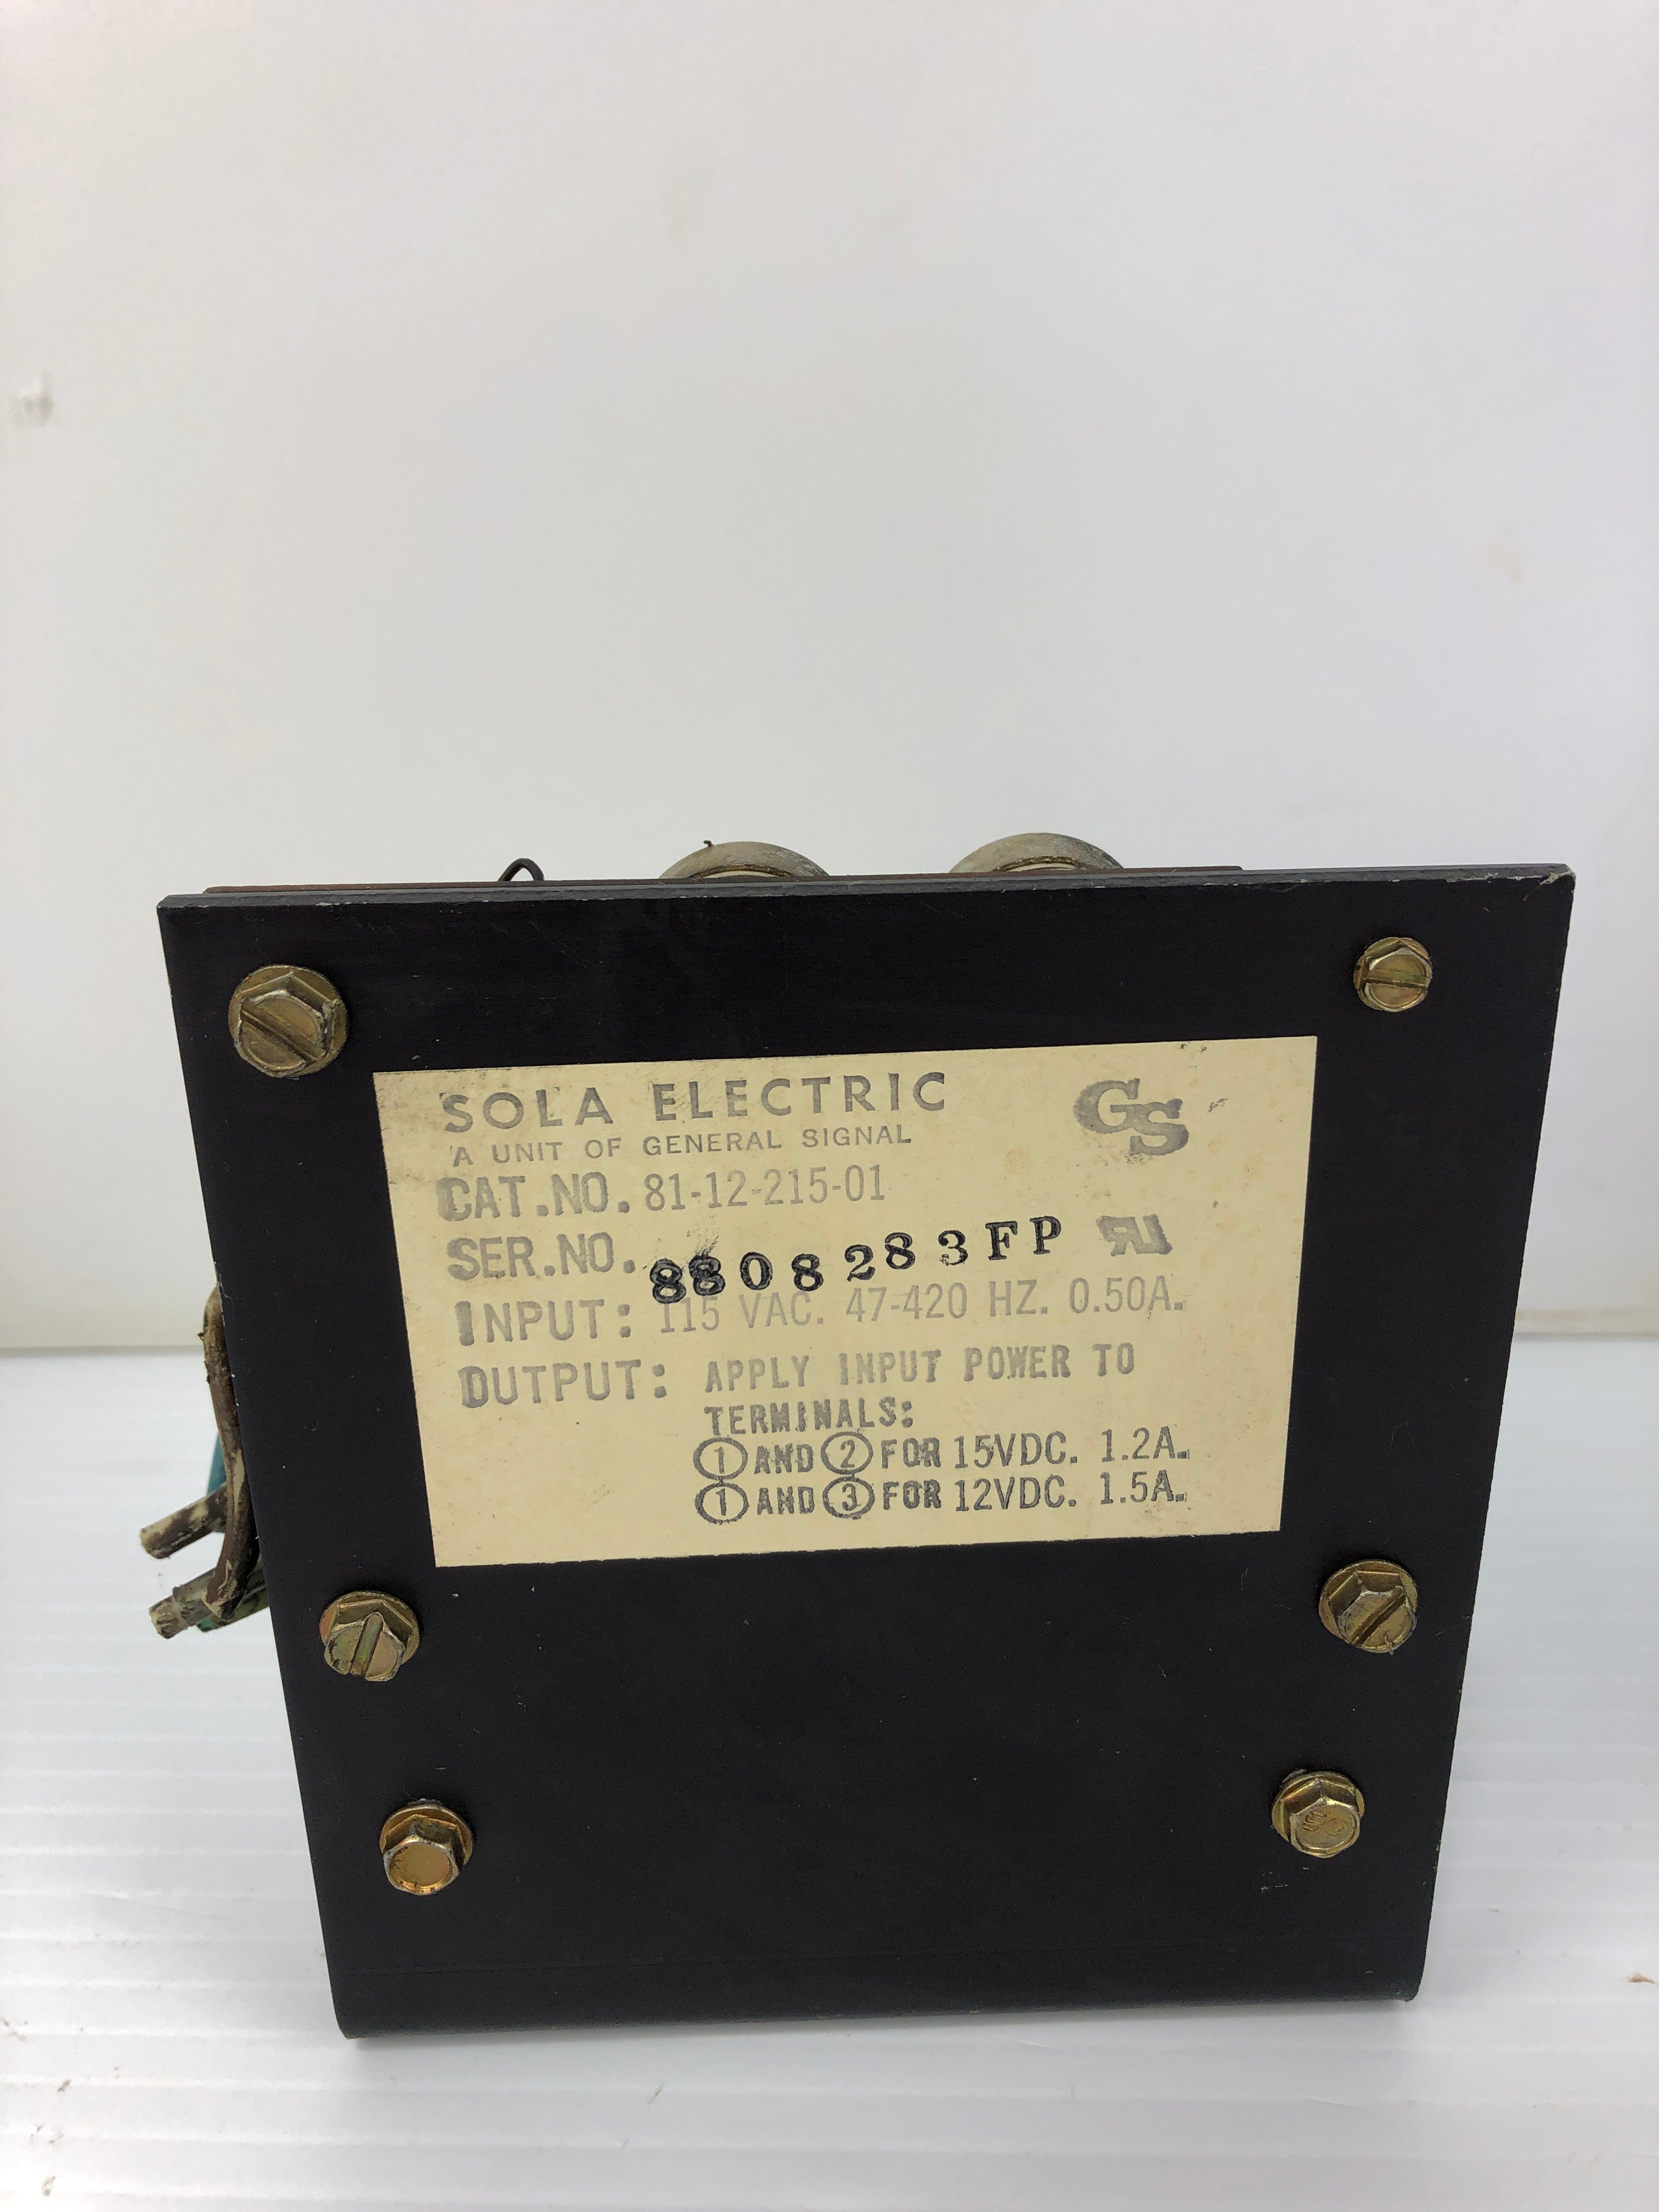 SOLA ELECTRIC
GS
A UNIT OF GENERAL SIGNAL
CAT.NO. 81-12-215-01
SER.NO. 8808283FP
RU
INPUT: 115 VAC. 47-420 HZ. 0.50A.
OUTPUT: APPLY INPUT POWER TO
TERMINALS:
① AND ② FOR 15VDC. 1.2A.
① AND ③ FOR 12VDC. 1.5A.